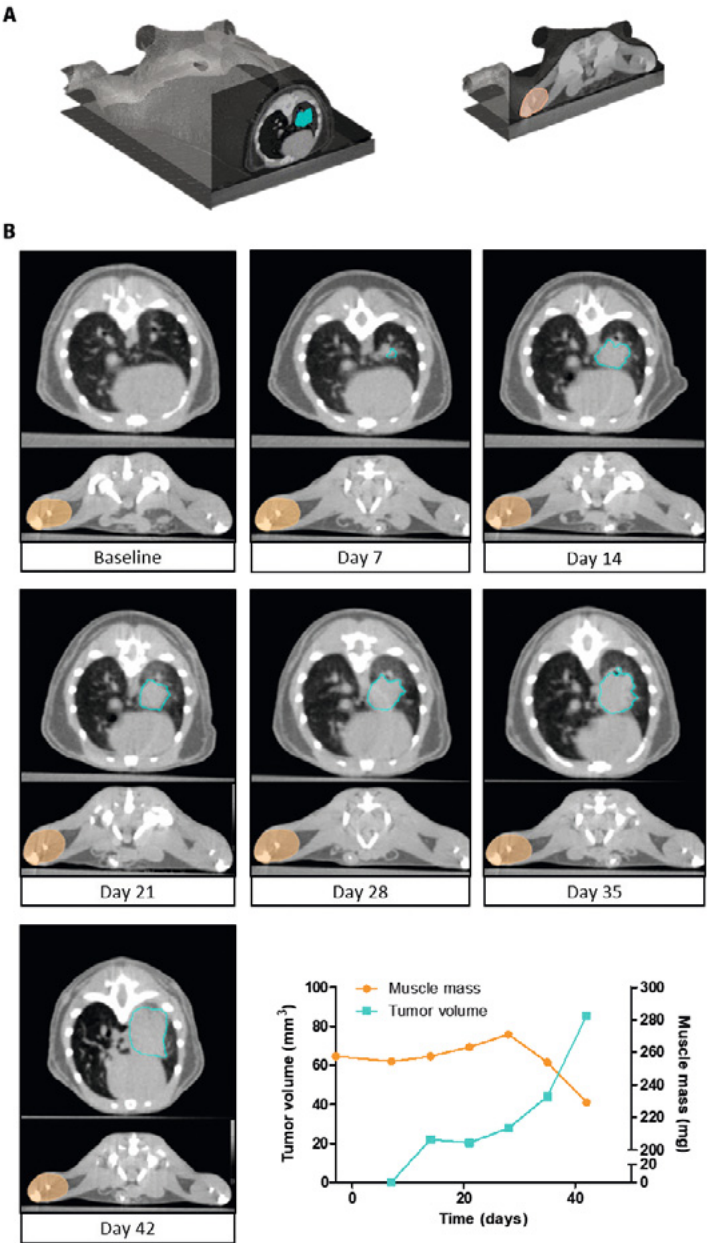 A
B
Baseline
Day 7
Day 14
Day 21
Day 28
Day 35
Day 42
Muscle mass
Tumor volume
Tumor volume (mm³)
100
80
60
40
20
0
0
20
40
Time (days)
300
280
260
240
220
200
20
0
Muscle mass (mg)